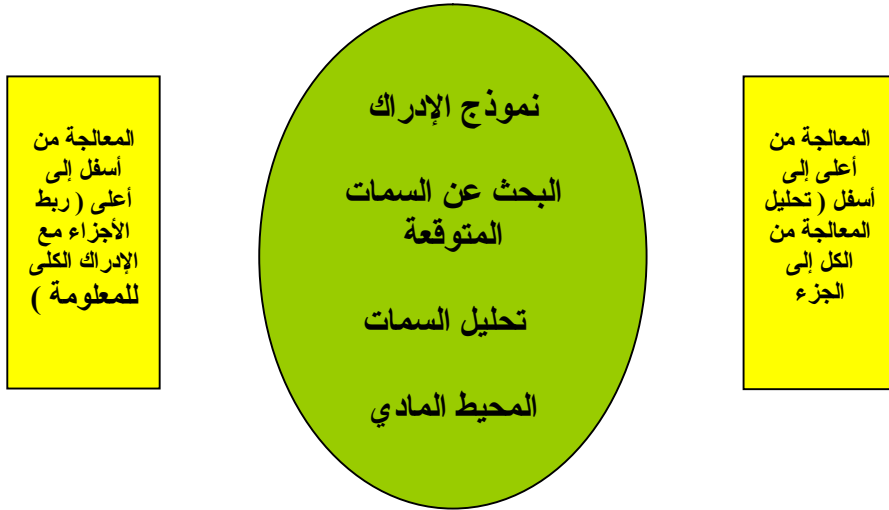 المعالجة من
أعلى إلى
أسفل ( تحليل
المعالجة من
الكل إلى
الجزء
نموذج الإدراك
البحث عن السمات
المتوقعة
تحليل السمات
المحيط المادي
المعالجة من
أسفل إلى
أعلى ( ربط
الأجزاء مع
الإدراك الكلى
للمعلومة )